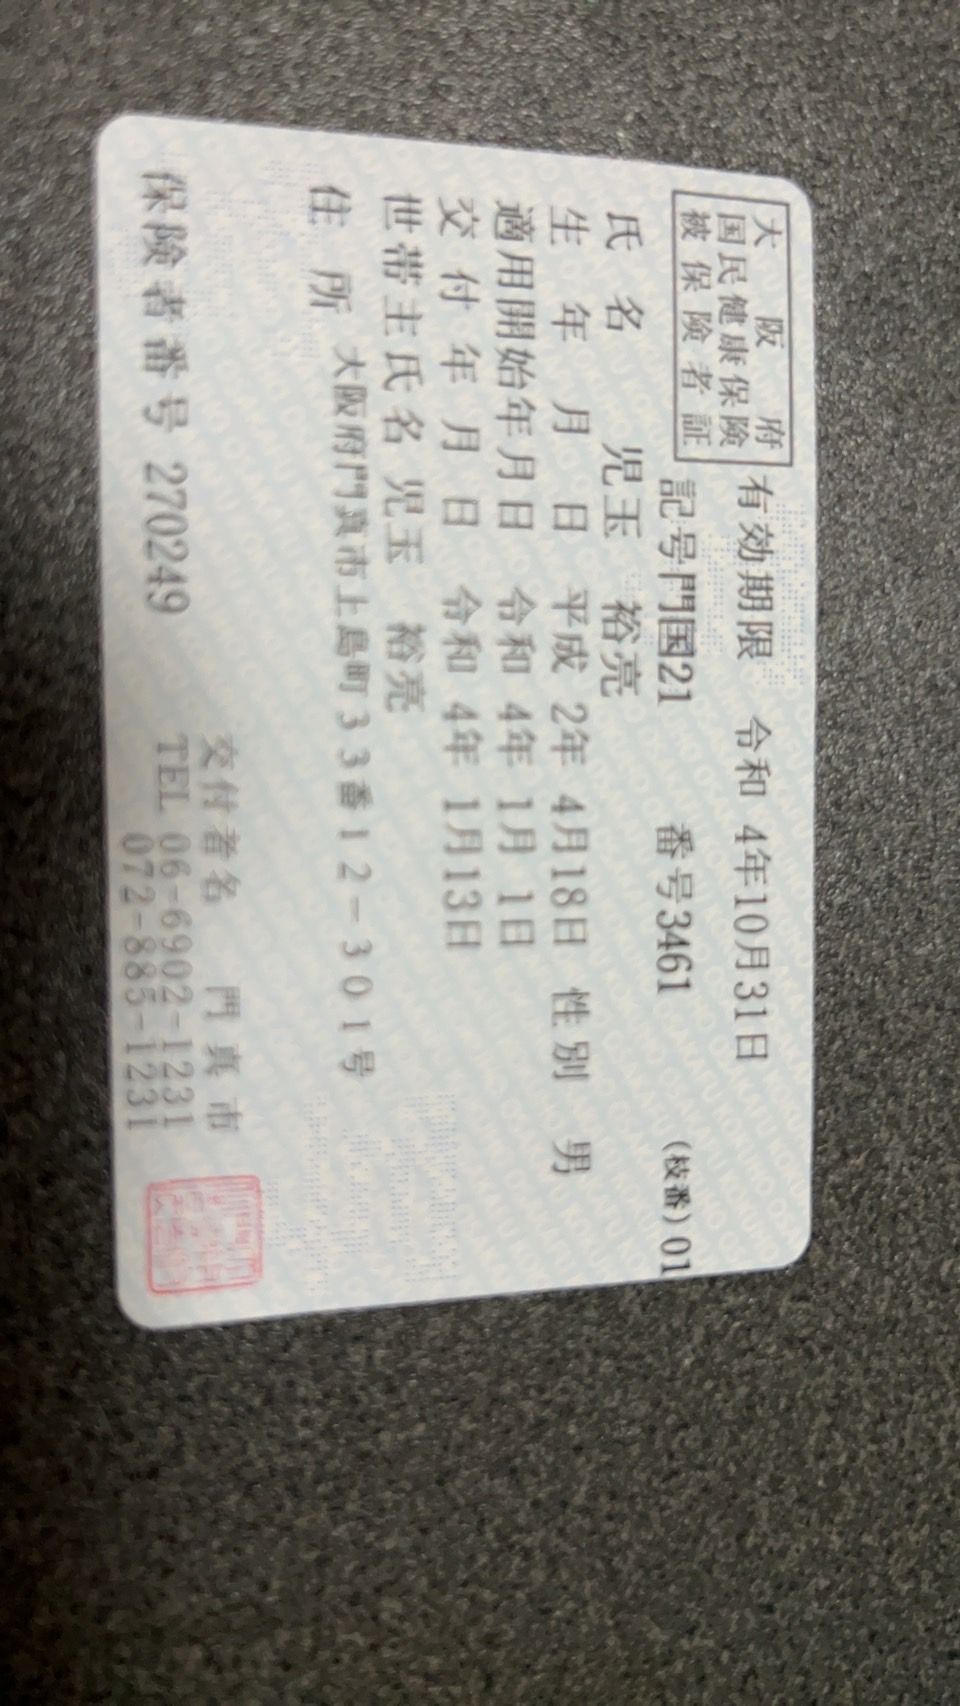 大阪府
国民健康保険
被保険者証
有効期限 令和 4年10月31日
記号門国21 番号3461 (枝番)01
氏名 児玉 裕亮
生年月日 平成 2年 4月18日 性別 男
適用開始年月日 令和 4年 1月 1日
交付年月日 令和 4年 1月13日
世帯主氏名 児玉 裕亮
住所 大阪府門真市上島町33番12-301号
保険者番号 270249
交付者名 門真市
TEL 06-6902-1231
072-885-1231